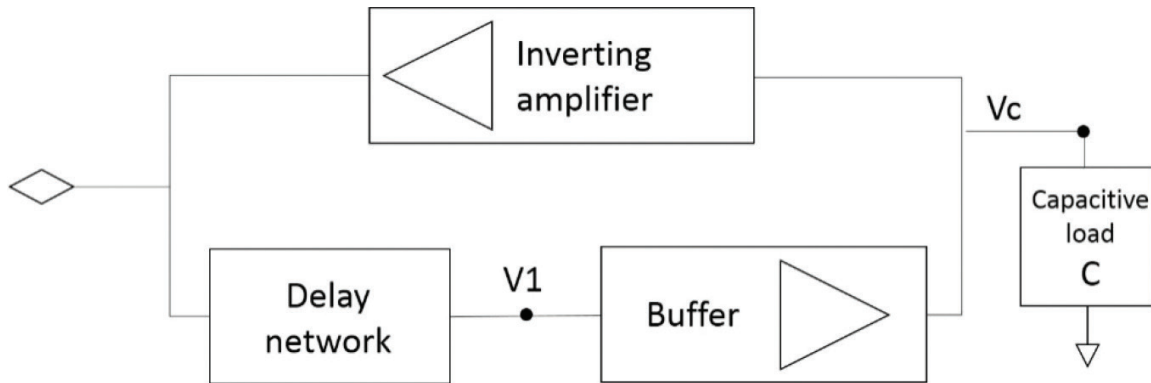 Inverting
amplifier
Vc
Capacitive
load
C
Delay
network
V1
Buffer